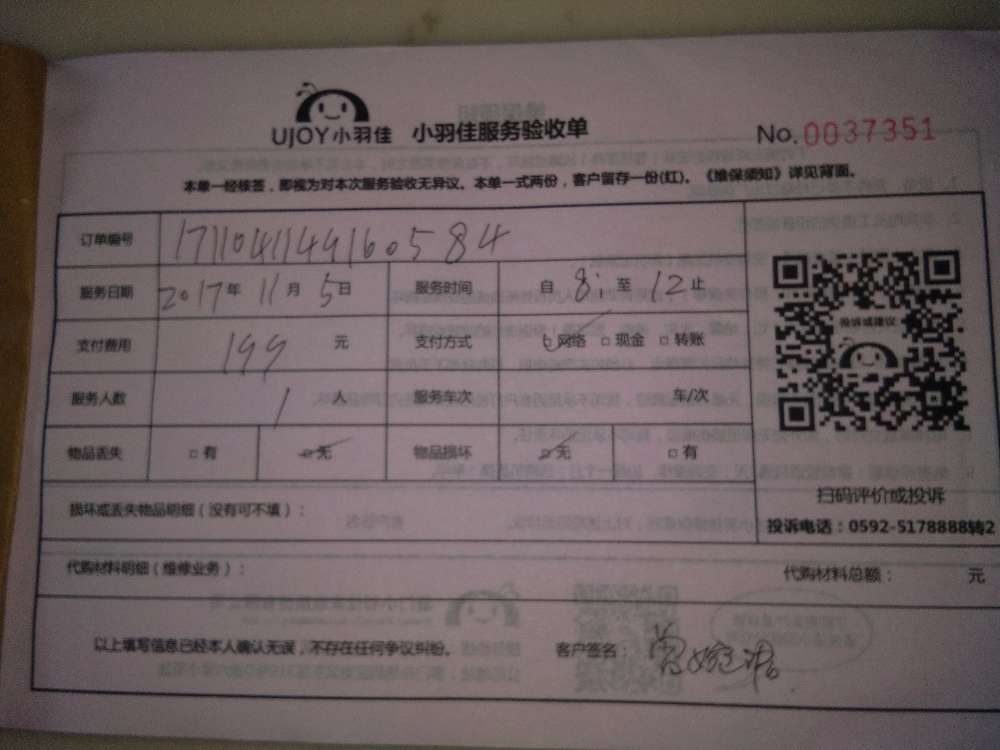 UJOY小羽佳 小羽佳服务验收单 No.0037351
本单一经核签，即视为对本次服务验收无异议。本单一式两份，客户留存一份(红)。《维保须知》详见背面。
订单编号 1711041149160584
服务日期 2017年 11月 5日 服务时间 自 8: 至 12 止
支付费用 199 元 支付方式 □网络 □现金 □转账
服务人数 1 人 服务车次 车/次
物品丢失 □有 □无 物品损坏 □无 □有
投诉或建议
扫码评价或投诉
投诉电话：0592-5178888转2
损坏或丢失物品明细（没有可不填）：
代购材料明细（维修业务）： 代购材料总额： 元
以上填写信息已经本人确认无误，不存在任何争议纠纷。 客户签名：